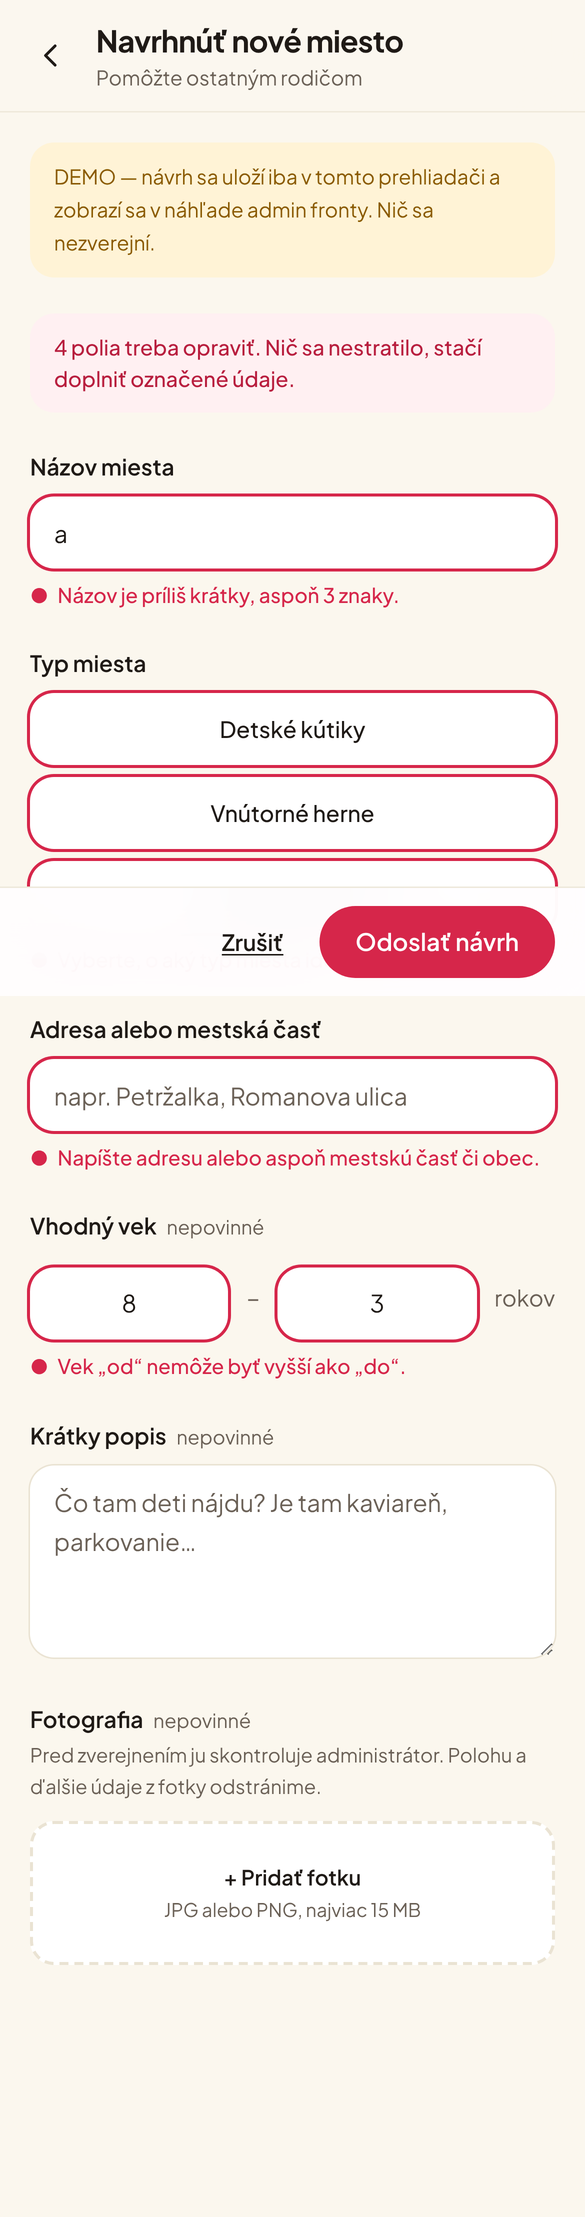 Navrhnúť nové miesto
Pomôžte ostatným rodičom
DEMO — návrh sa uloží iba v tomto prehliadači a
zobrazí sa v náhľade admin fronty. Nič sa
nezverejní.
4 polia treba opraviť. Nič sa nestratilo, stačí
doplniť označené údaje.
Názov miesta
a
Názov je príliš krátky, aspoň 3 znaky.
Typ miesta
Detské kútiky
Vnútorné herne
Zrušiť
Odoslať návrh
Adresa alebo mestská časť
napr. Petržalka, Romanova ulica
Napíšte adresu alebo aspoň mestskú časť či obec.
Vhodný vek nepovinné
8 – 3 rokov
Vek „od“ nemôže byť vyšší ako „do“.
Krátky popis nepovinné
Čo tam deti nájdu? Je tam kaviareň,
parkovanie…
Fotografia nepovinné
Pred zverejnením ju skontroluje administrátor. Polohu a
ďalšie údaje z fotky odstránime.
+ Pridať fotku
JPG alebo PNG, najviac 15 MB